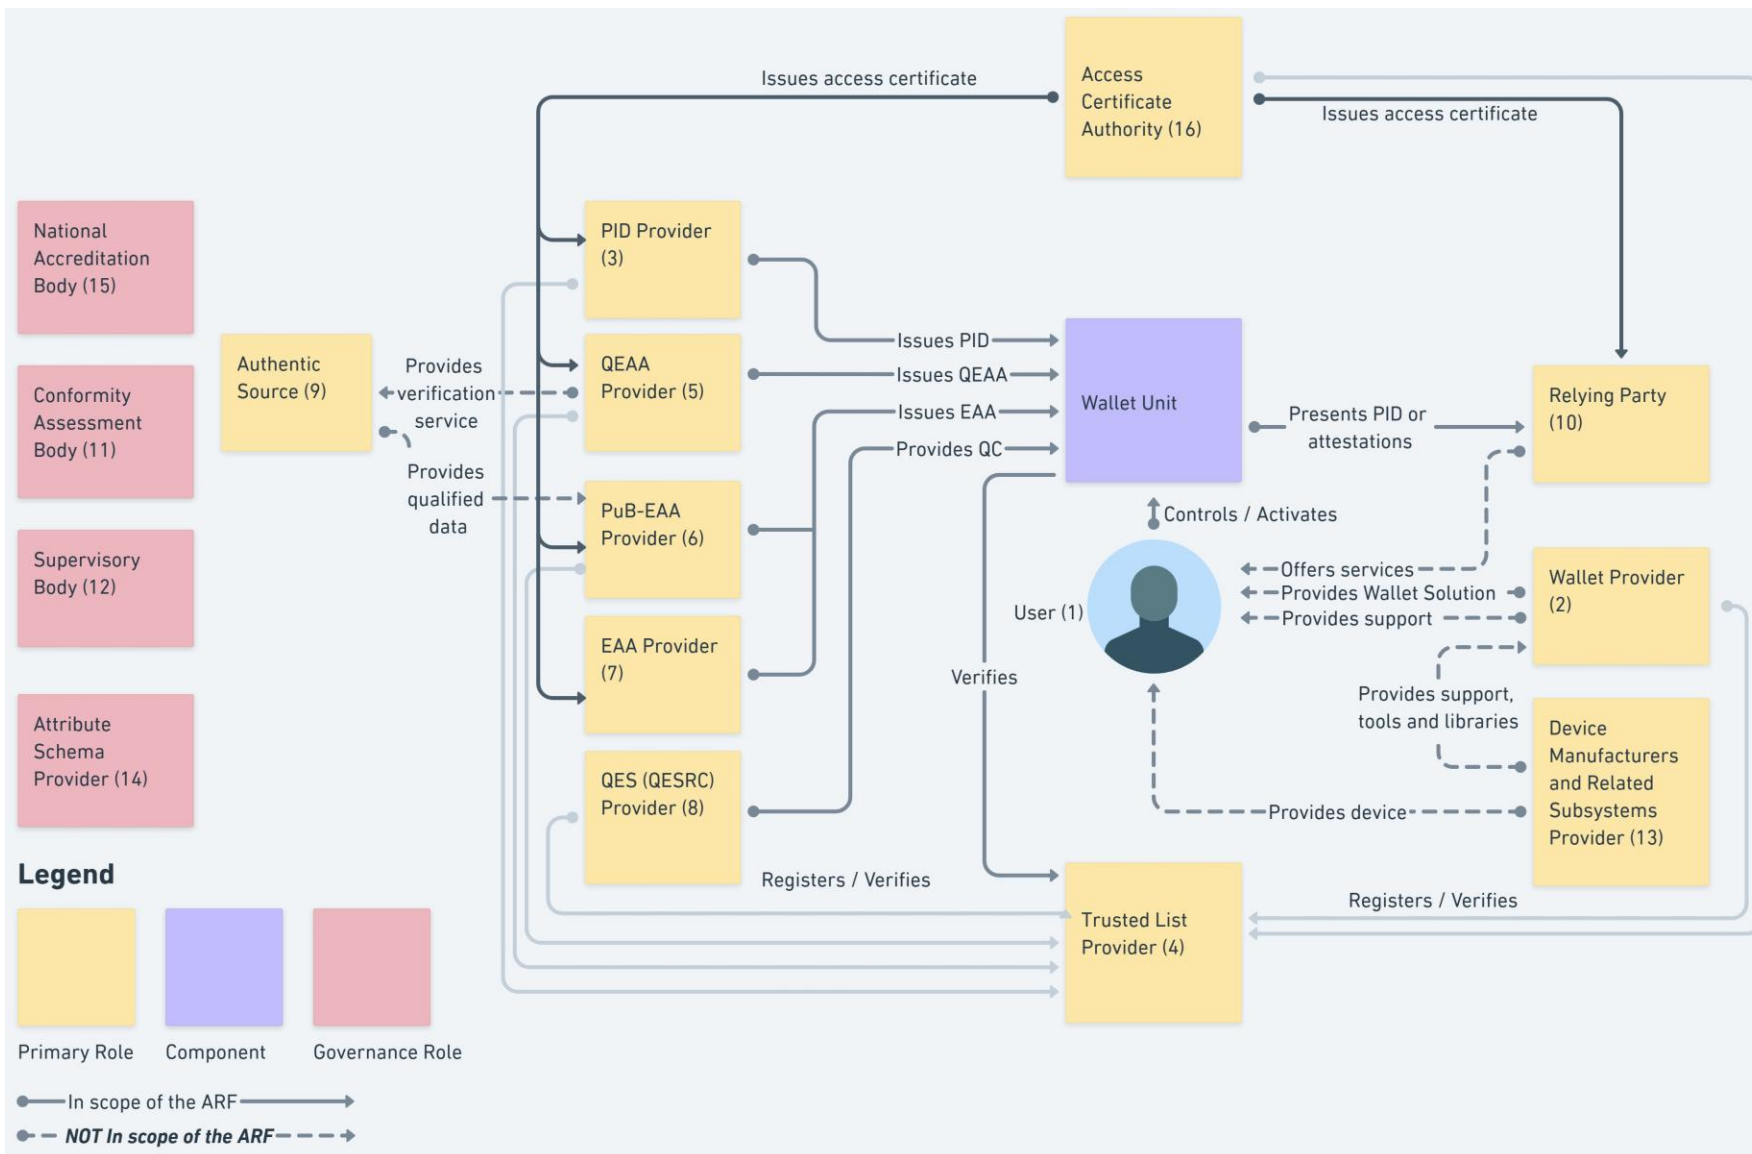 Issues access certificate
Access
Certificate
Authority (16)
Issues access certificate
National
Accreditation
Body (15)
Conformity
Assessment
Body (11)
Supervisory
Body (12)
Attribute
Schema
Provider (14)
Authentic
Source (9)
Provides
verification
service
Provides
qualified
data
PID Provider
(3)
QEAA
Provider (5)
PuB-EAA
Provider (6)
EAA Provider
(7)
QES (QESRC)
Provider (8)
Issues PID
Issues QEAA
Issues EAA
Provides QC
Wallet Unit
Presents PID or
attestations
Relying Party
(10)
Controls / Activates
User (1)
Offers services
Provides Wallet Solution
Provides support
Wallet Provider
(2)
Provides support,
tools and libraries
Device
Manufacturers
and Related
Subsystems
Provider (13)
Provides device
Verifies
Registers / Verifies
Trusted List
Provider (4)
Registers / Verifies
Legend
Primary Role
Component
Governance Role
In scope of the ARF
NOT In scope of the ARF